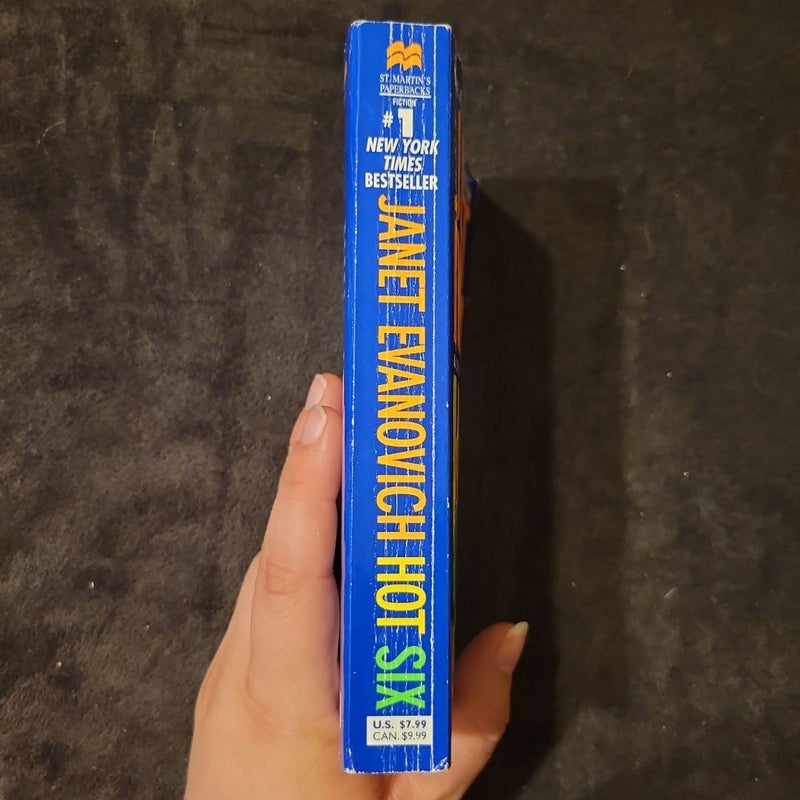 ST. MARTIN'S
PAPERBACKS
FICTION
#1
NEW YORK
TIMES
BESTSELLER
JANET EVANOVICH HOT SIX
U.S. $7.99
CAN. $9.99